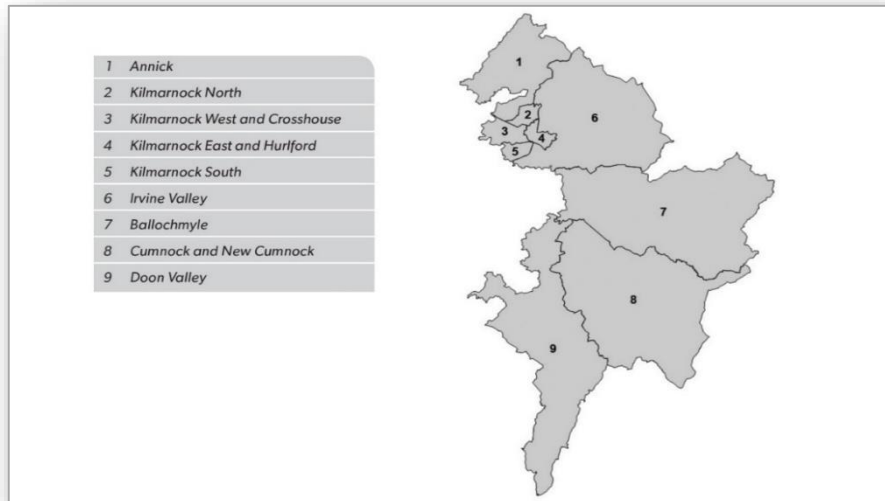 1 Annick
2 Kilmarnock North
3 Kilmarnock West and Crosshouse
4 Kilmarnock East and Hurlford
5 Kilmarnock South
6 Irvine Valley
7 Ballochmyle
8 Cumnock and New Cumnock
9 Doon Valley
1
2
6
3
4
5
7
8
9